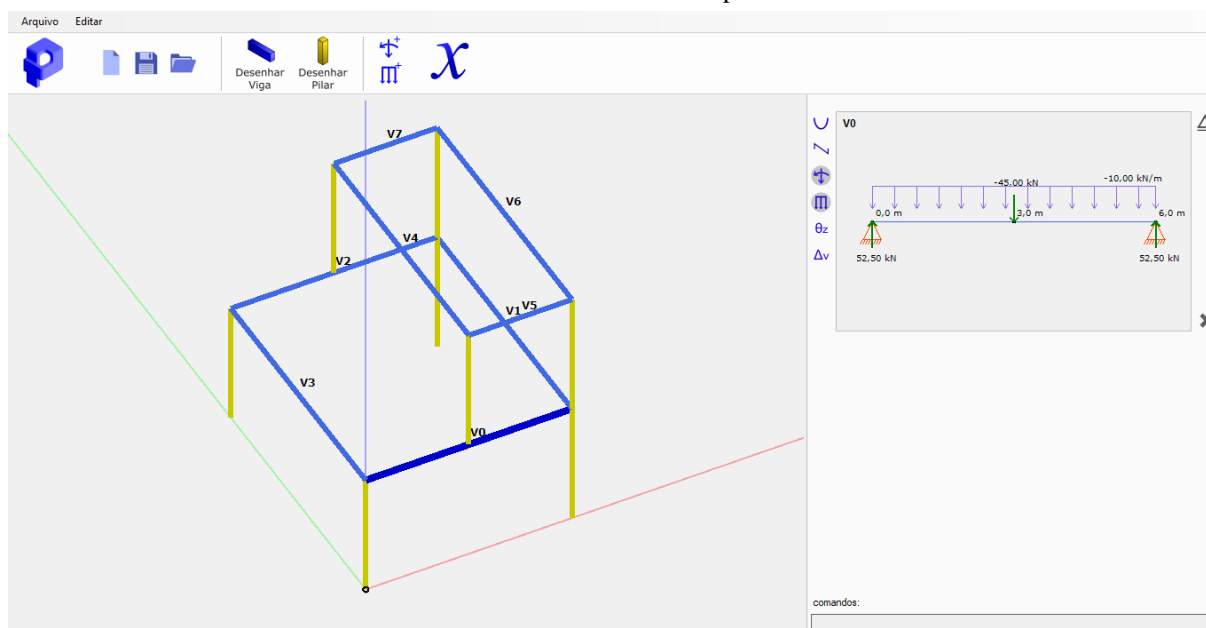 Arquivo Editar
Desenhar Viga
Desenhar Pilar
x
V7
V6
V4
V2
V1 V5
V3
V0
V0
-45,00 kN
-10,00 kN/m
0,0 m
3,0 m
6,0 m
52,50 kN
52,50 kN
θz
Δv
comandos: